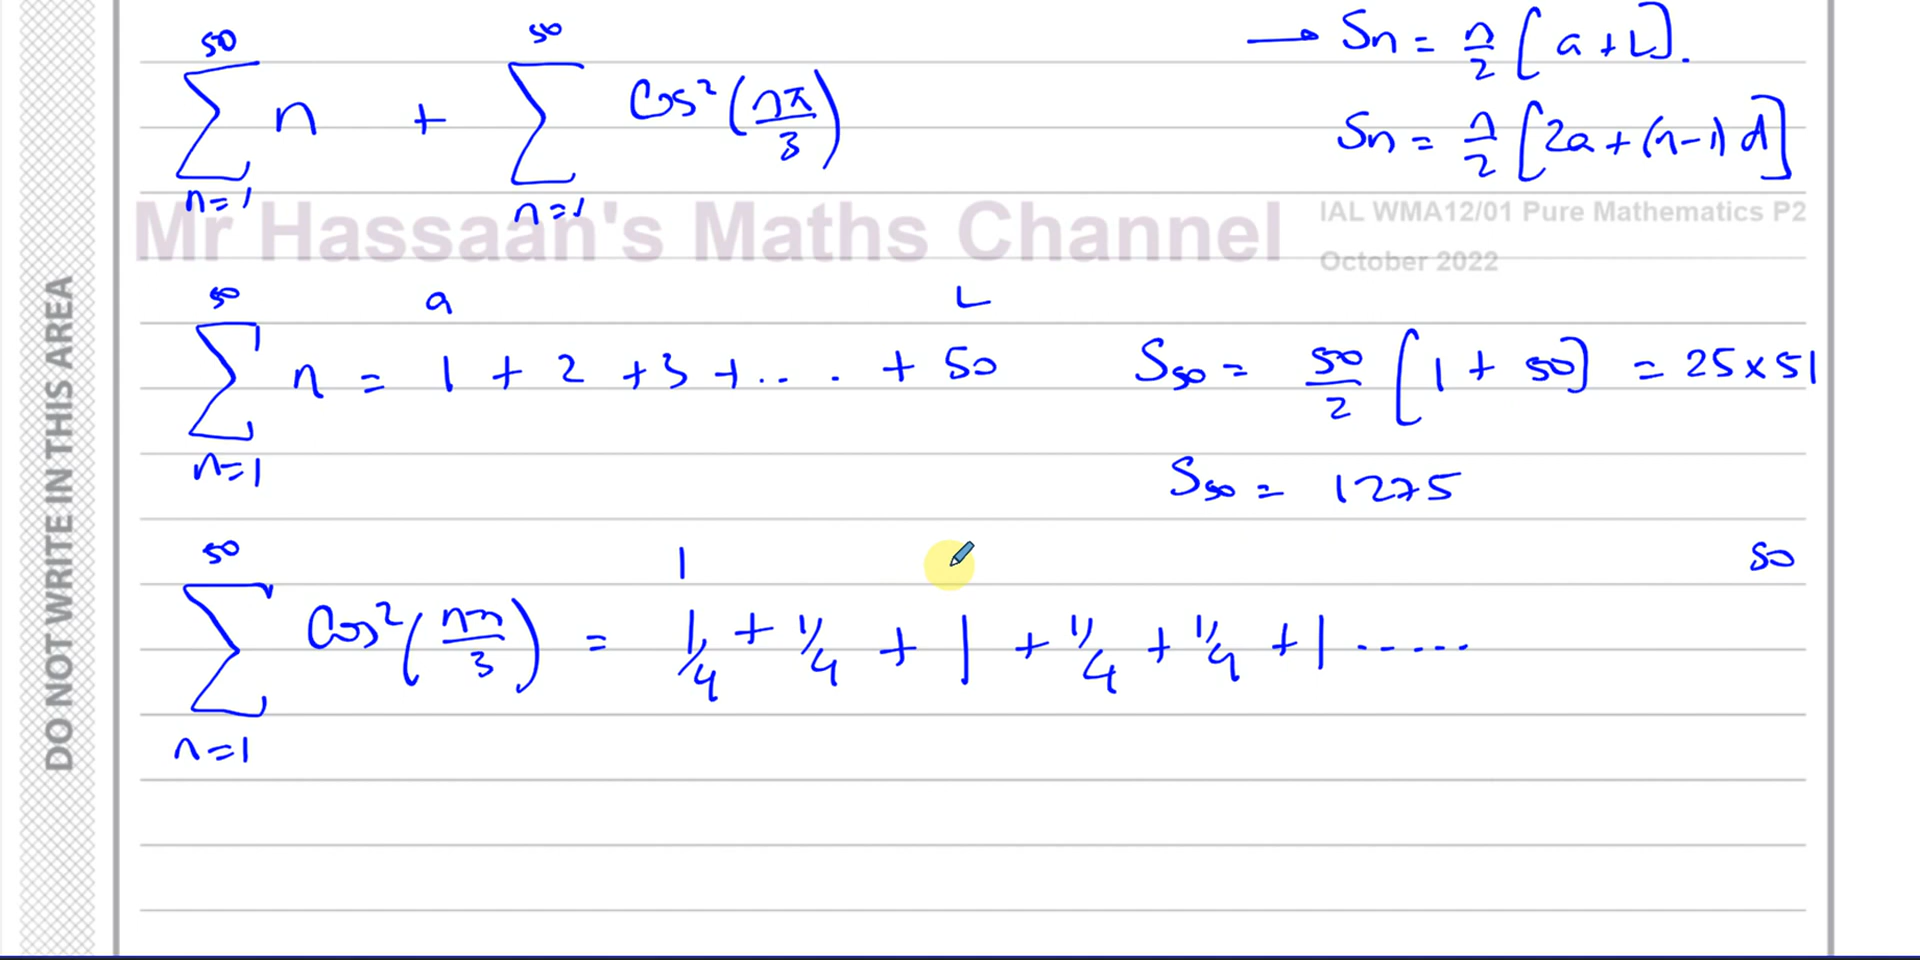 50 50 → Sn = n/2 [a + L].
∑ n + ∑ Cos²(nπ/3)
n=1 n=1 Sn = n/2 [2a + (n-1)d]
Mr Hassaan's Maths Channel
IAL WMA12/01 Pure Mathematics P2
October 2022
50 a L
∑ n = 1 + 2 + 3 + ... . + 50 S50 = 50/2 [1 + 50] = 25 x 51
n=1 S50 = 1275
50 1 50
∑ Cos²(nπ/3) = 1/4 + 1/4 + 1 + 1/4 + 1/4 + 1 .....
n=1
DO NOT WRITE IN THIS AREA